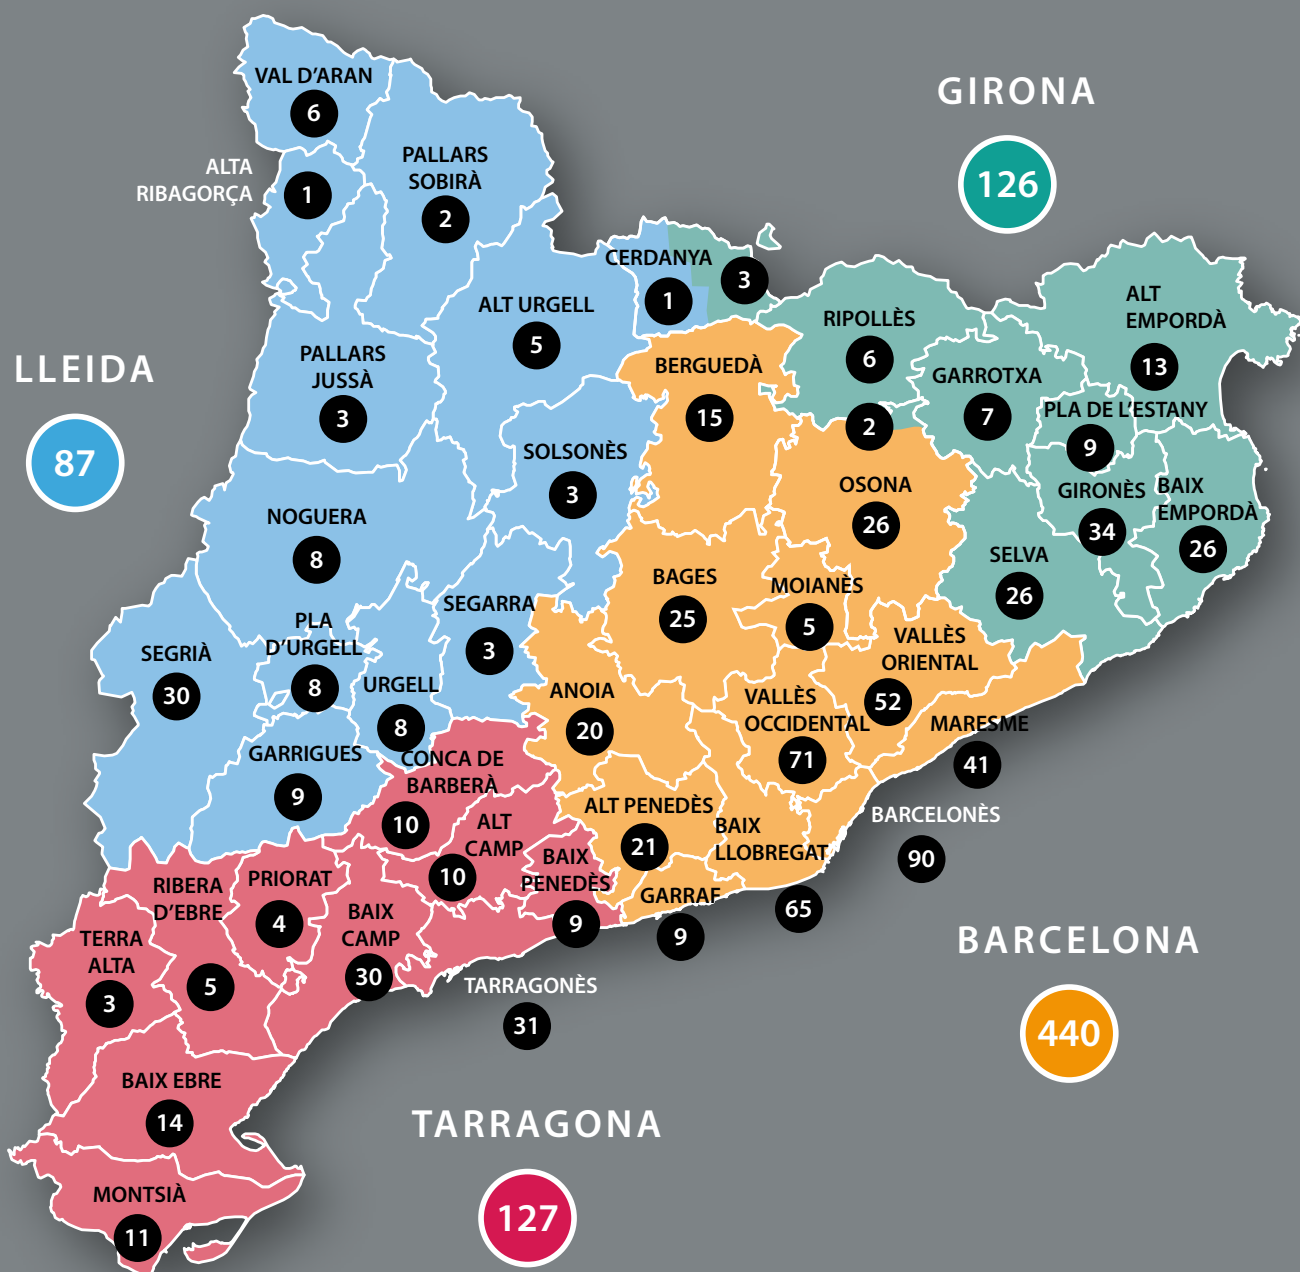 VAL D'ARAN
6
ALTA
RIBAGORÇA
1
PALLARS
SOBIRÀ
2
GIRONA
126
CERDANYA
1
3
ALT URGELL
5
RIPOLLÈS
6
2
ALT
EMPORDÀ
13
LLEIDA
87
PALLARS
JUSSÀ
3
BERGUEDÀ
15
GARROTXA
7
PLA DE L'ESTANY
9
SOLSONÈS
3
OSONA
26
GIRONÈS
34
BAIX
EMPORDÀ
26
NOGUERA
8
SELVA
26
BAGES
25
MOIANÈS
5
SEGARRA
3
PLA
D'URGELL
8
SEGRIÀ
30
URGELL
8
VALLÈS
ORIENTAL
52
ANOIA
20
VALLÈS
OCCIDENTAL
71
MARESME
41
GARRIGUES
9
CONCA DE
BARBERÀ
10
ALT PENEDÈS
21
BAIX
LLOBREGAT
65
BARCELONÈS
90
ALT
CAMP
10
BAIX
PENEDÈS
9
GARRAF
9
RIBERA
D'EBRE
5
PRIORAT
4
BAIX
CAMP
30
TERRA
ALTA
3
TARRAGONÈS
31
BARCELONA
440
BAIX EBRE
14
TARRAGONA
127
MONTSIÀ
11